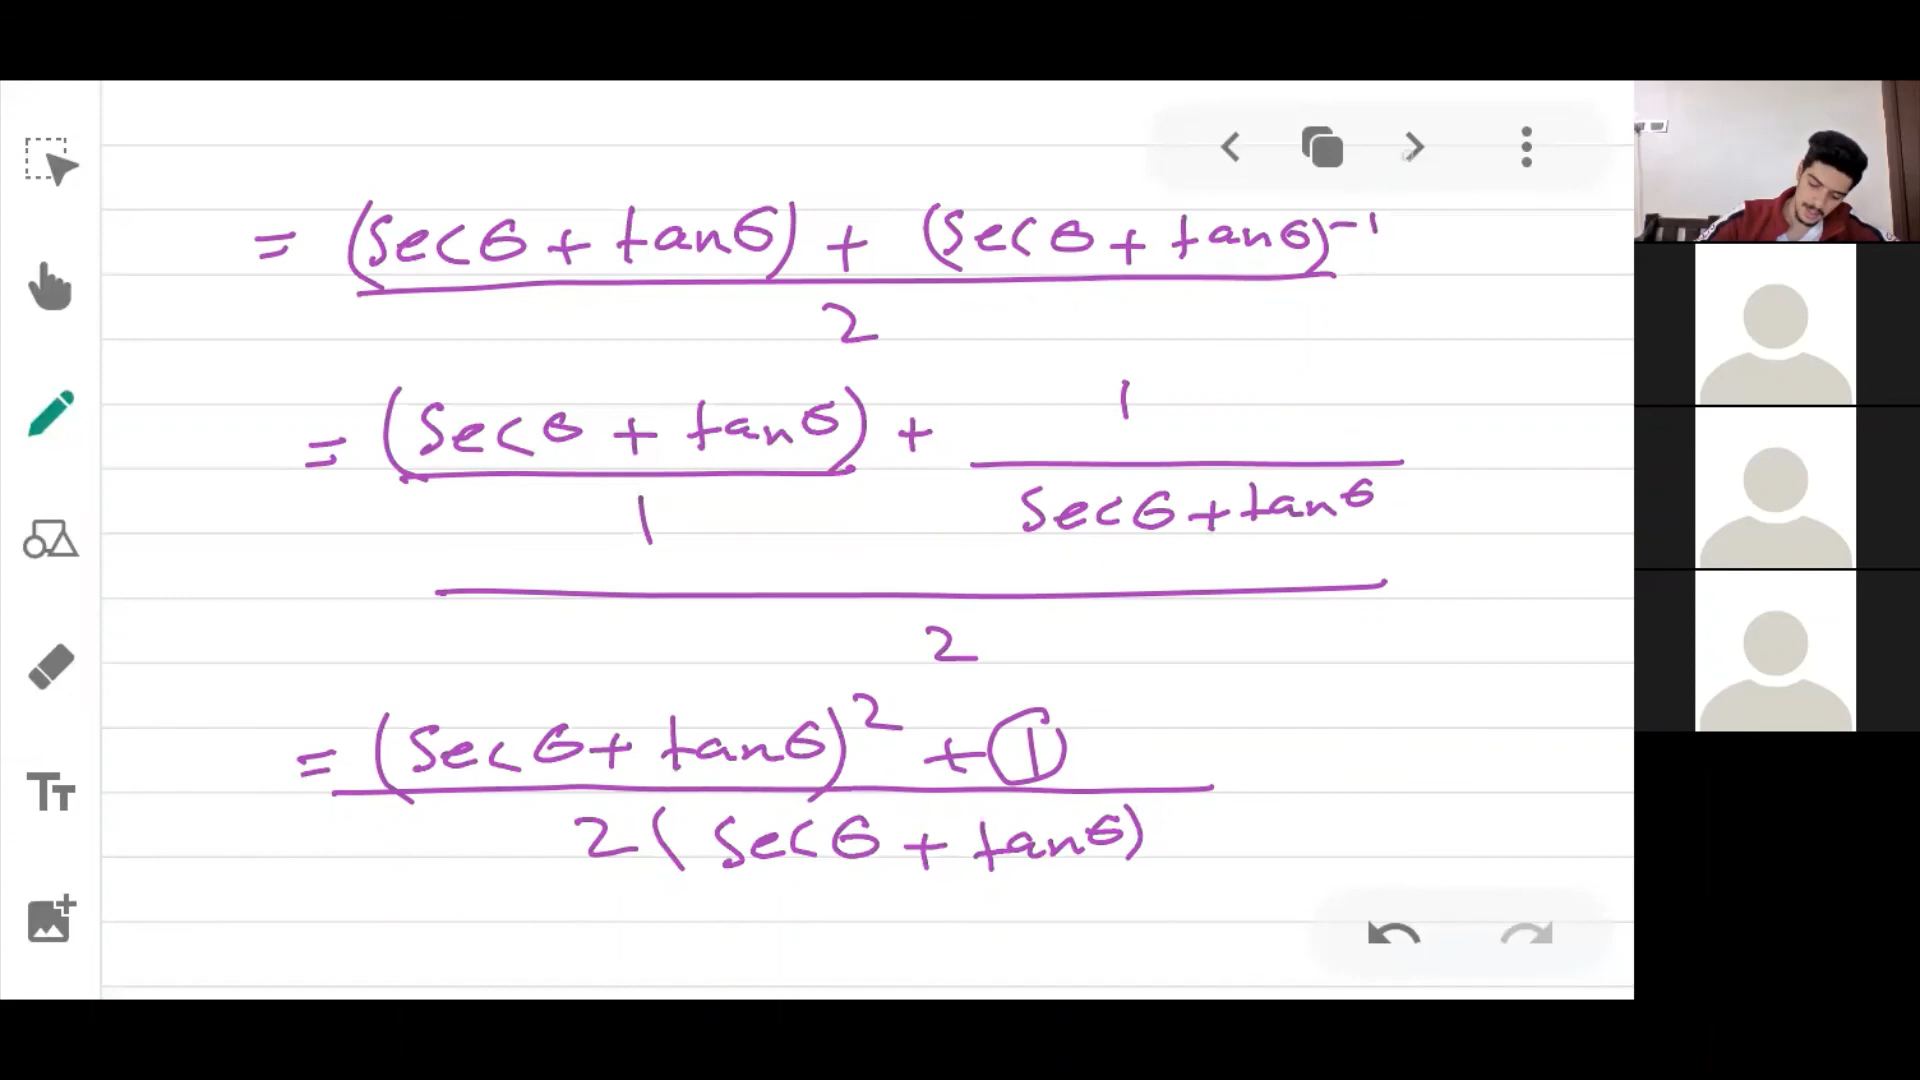 = (secθ + tanθ) + (secθ + tanθ)⁻¹
2
= (secθ + tanθ) + 1
1 secθ + tanθ
2
= (secθ + tanθ)² + 1
2 ( secθ + tanθ)
TT